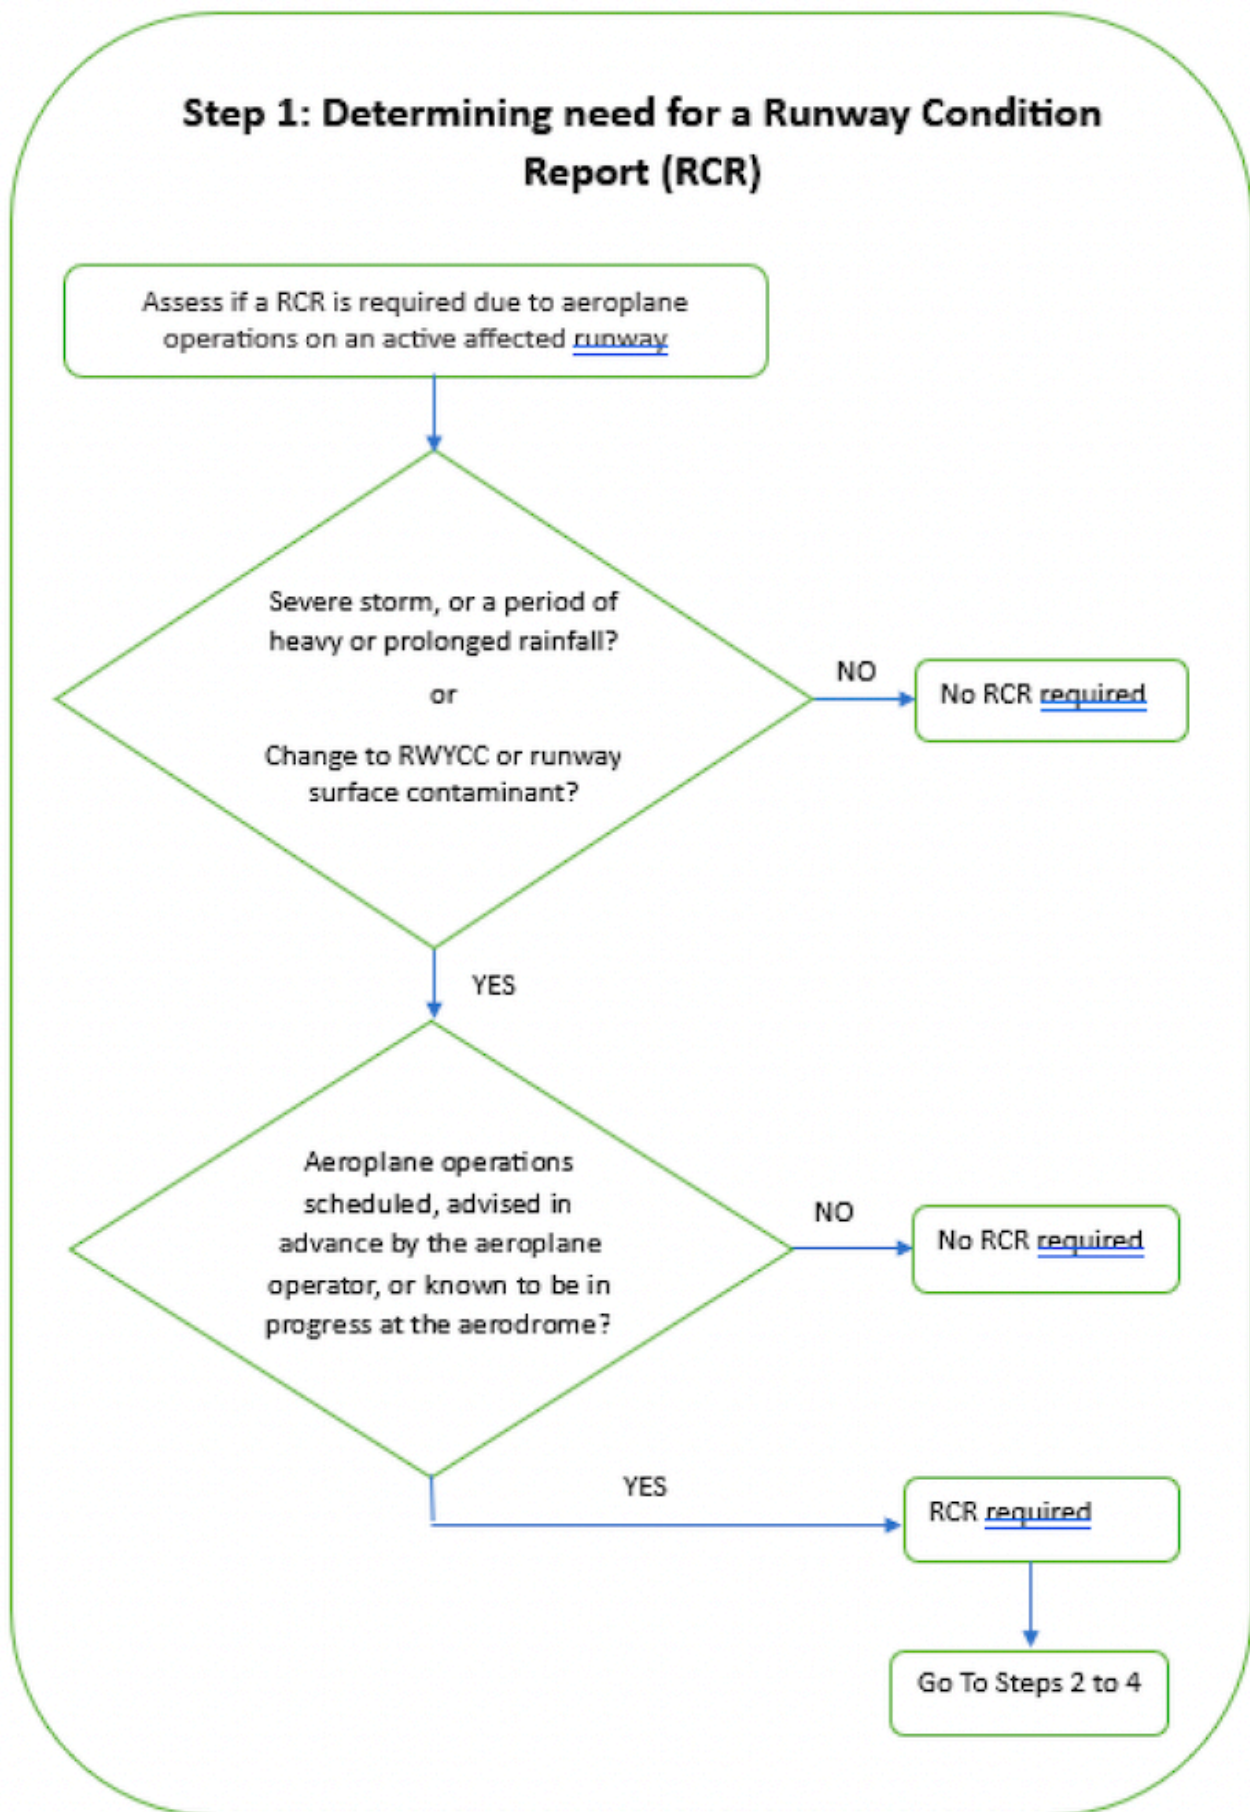 Step 1: Determining need for a Runway Condition
Report (RCR)
Assess if a RCR is required due to aeroplane
operations on an active affected runway
Severe storm, or a period of
heavy or prolonged rainfall?
or
Change to RWYCC or runway
surface contaminant?
NO
No RCR required
YES
Aeroplane operations
scheduled, advised in
advance by the aeroplane
operator, or known to be in
progress at the aerodrome?
NO
No RCR required
YES
RCR required
Go To Steps 2 to 4